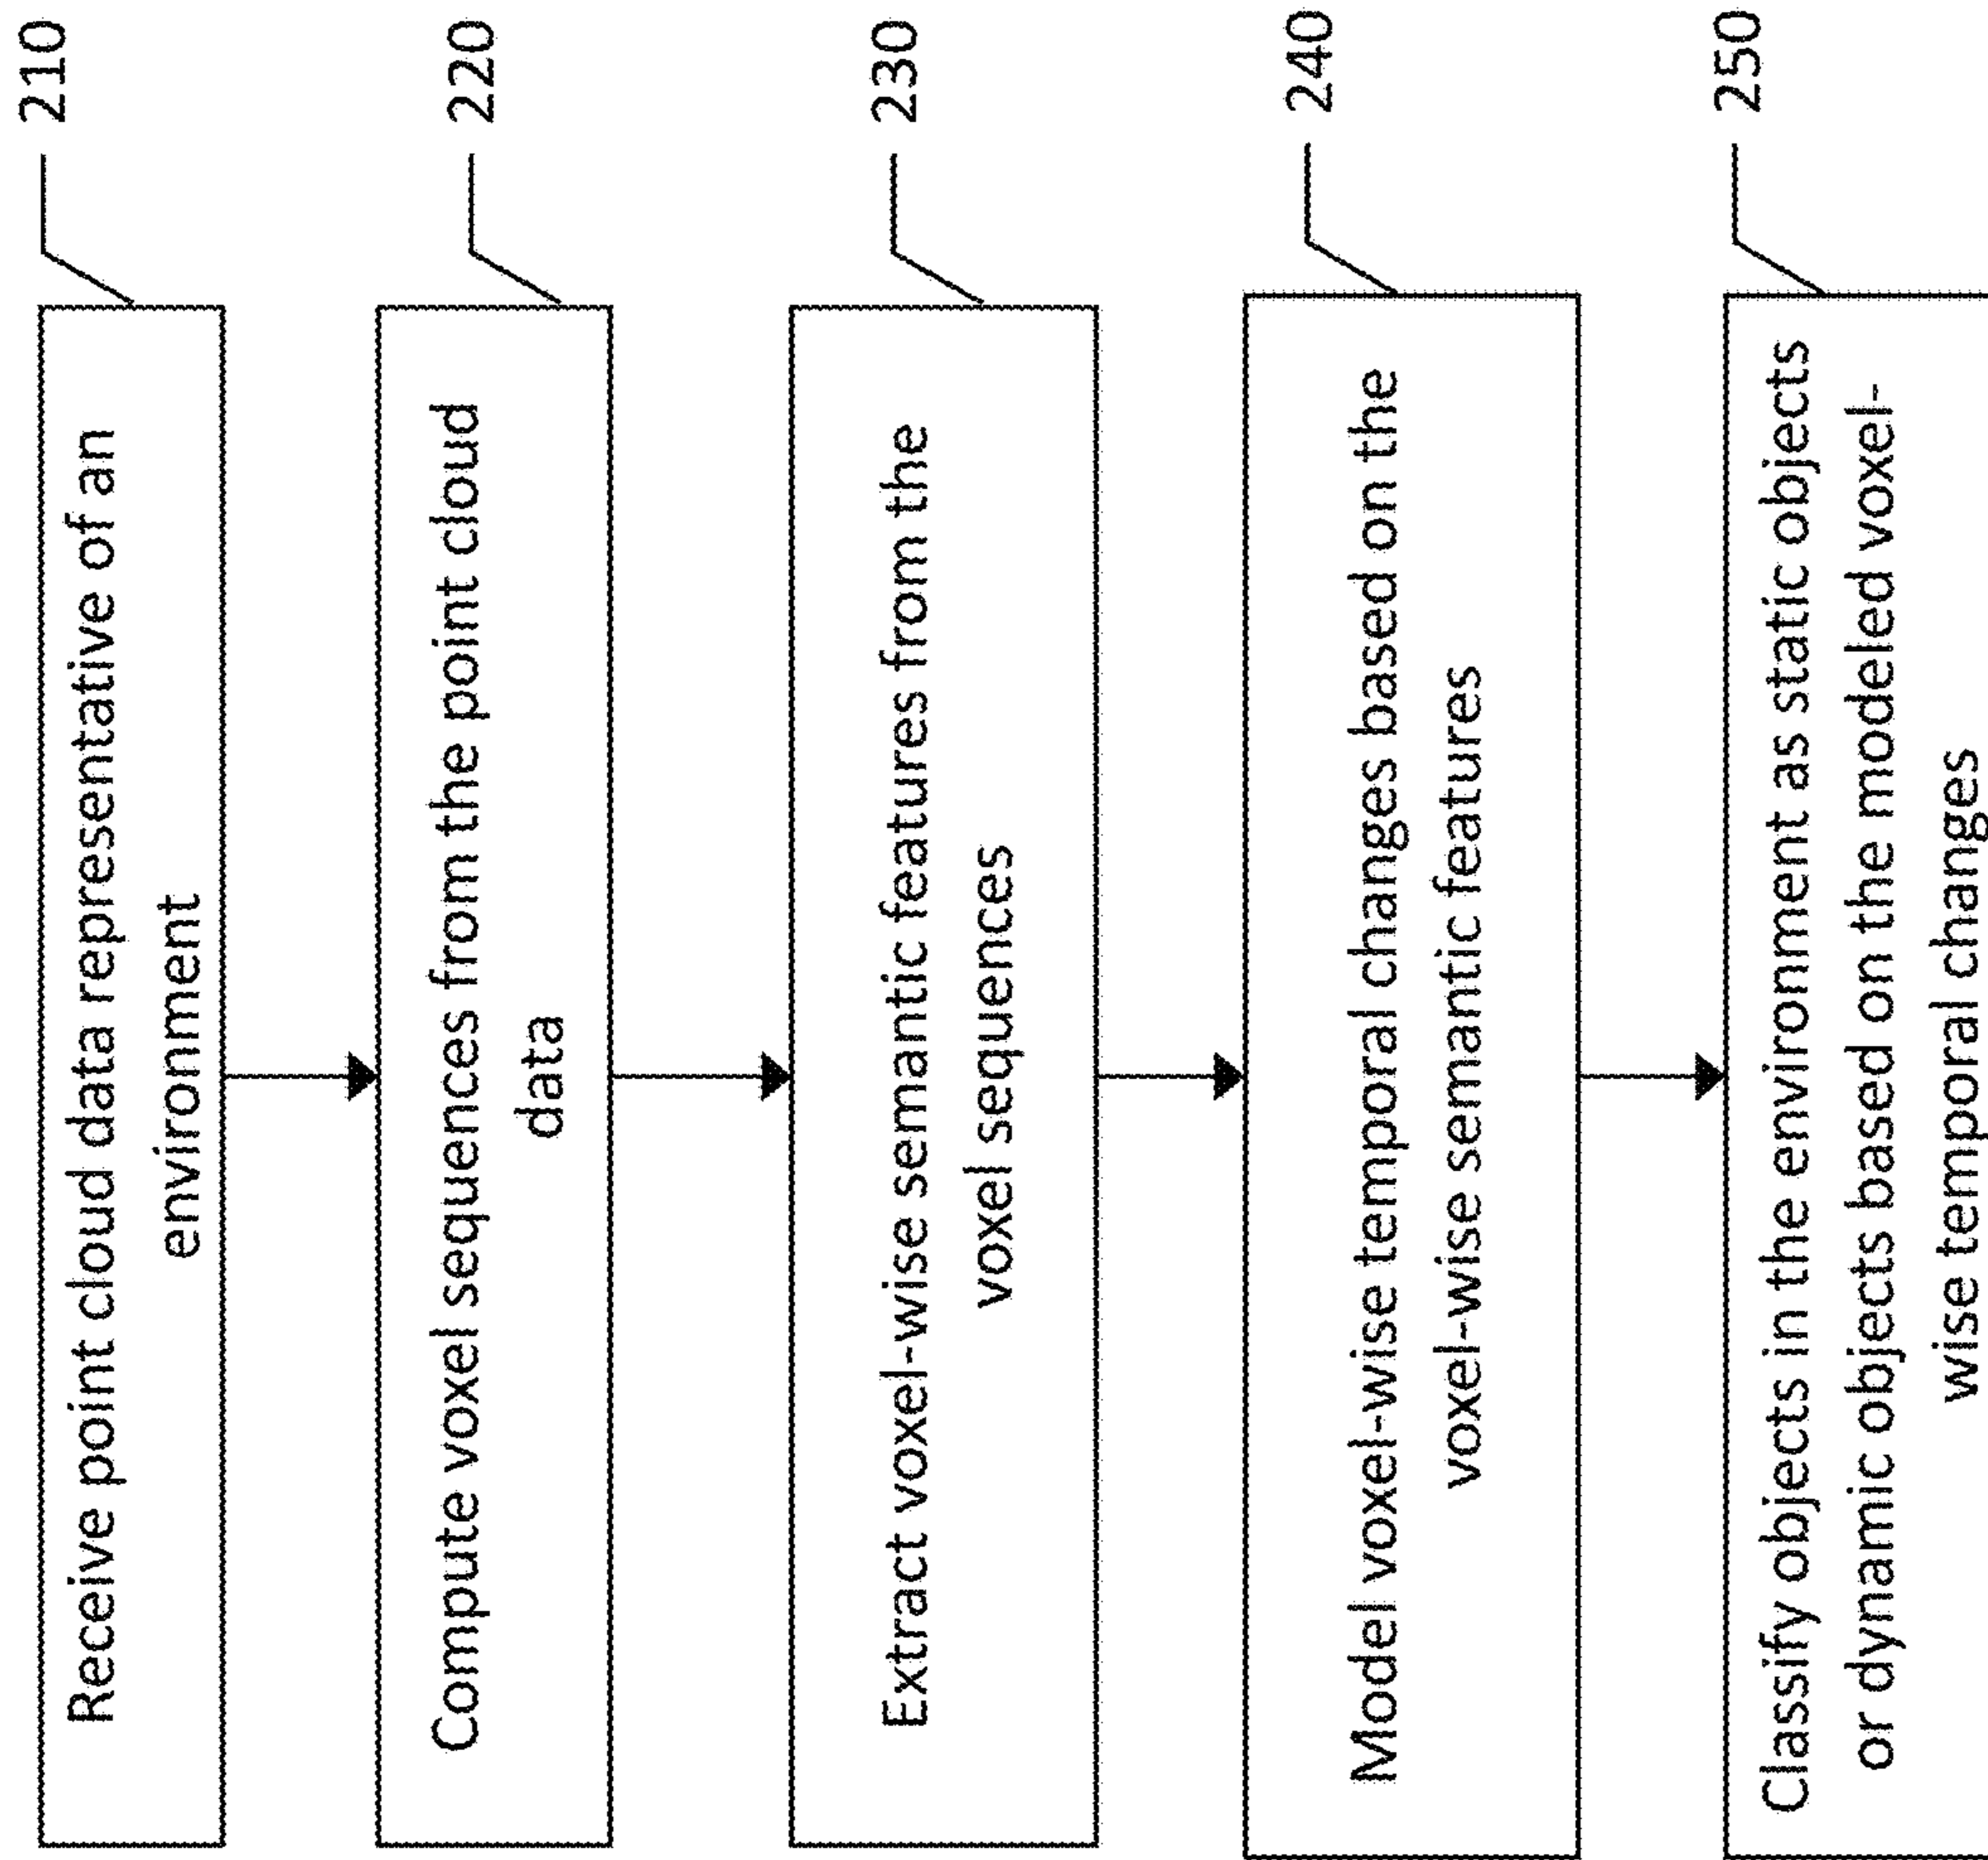 210
Receive point cloud data representative of an
environment
220
Compute voxel sequences from the point cloud
data
230
Extract voxel-wise semantic features from the
voxel sequences
240
Model voxel-wise temporal changes based on the
voxel-wise semantic features
250
Classify objects in the environment as static objects
or dynamic objects based on the modeled voxel-
wise temporal changes